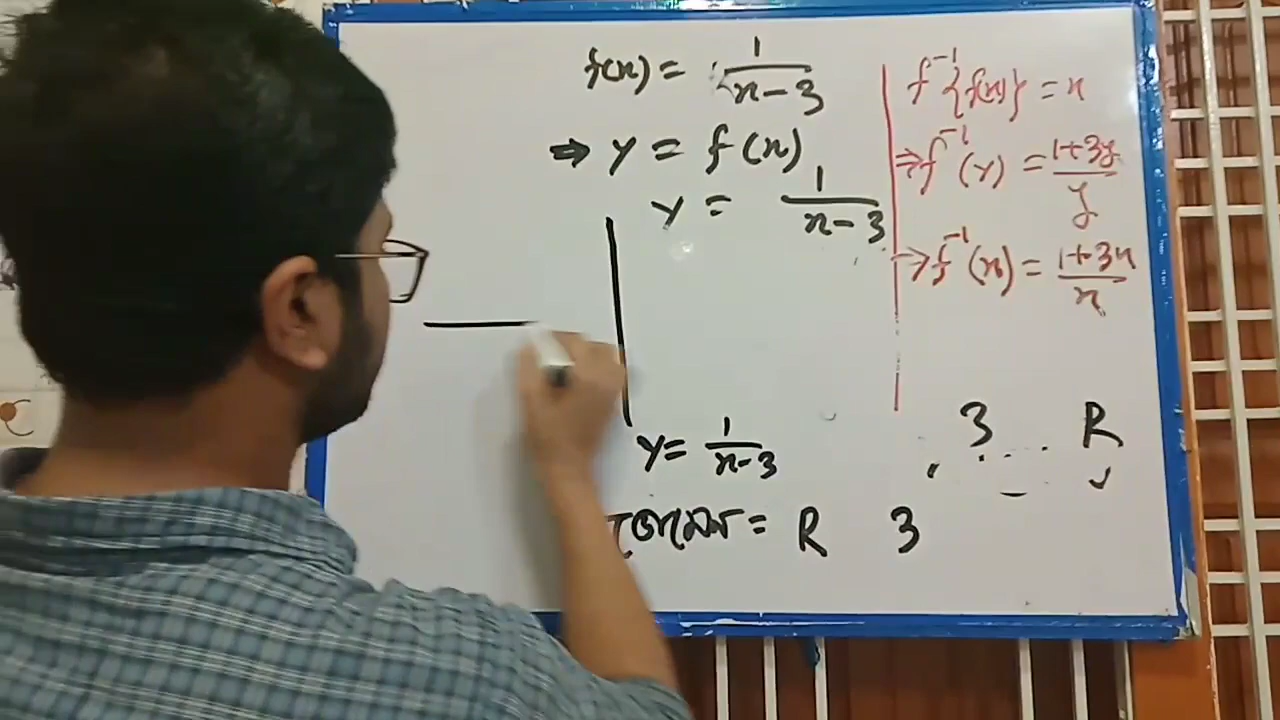 f(x) = 1/(x-3)
⇒ y = f(x)
y = 1/(x-3)
y = 1/(x-3)
ডোমেন = R 3
f⁻¹{f(x)} = x
⇒ f⁻¹(y) = (1+3y)/y
⇒ f⁻¹(x) = (1+3x)/x
3 R